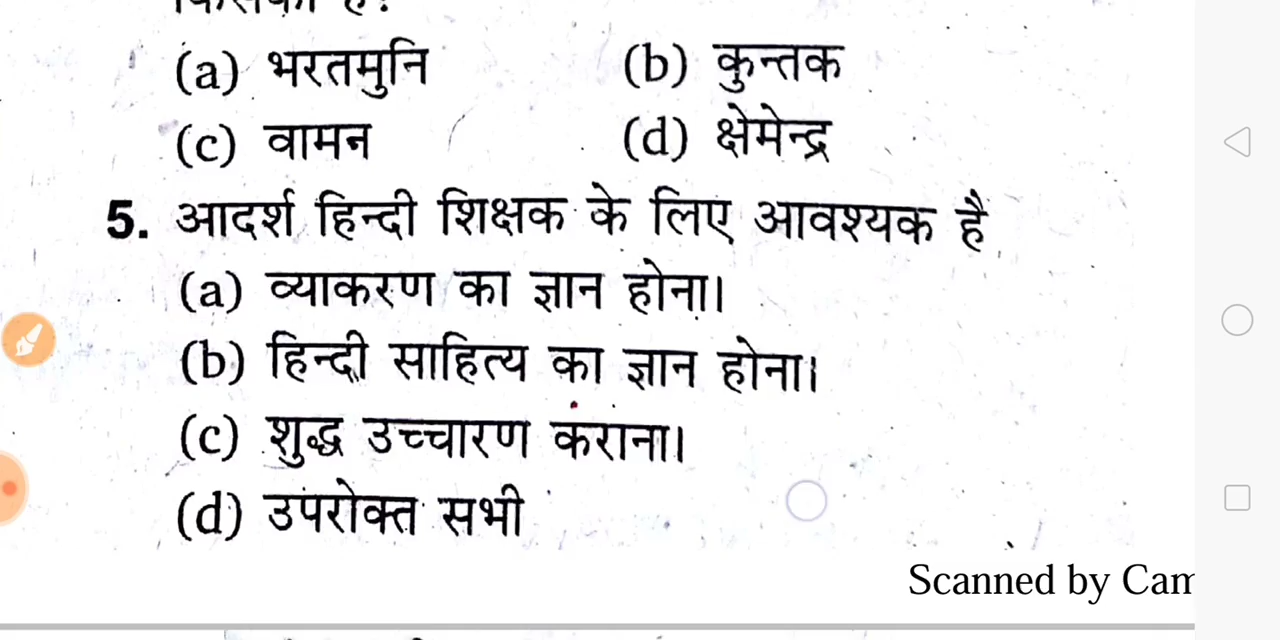 (a) भरतमुनि (b) कुन्तक
(c) वामन (d) क्षेमेन्द्र
5. आदर्श हिन्दी शिक्षक के लिए आवश्यक है
(a) व्याकरण का ज्ञान होना।
(b) हिन्दी साहित्य का ज्ञान होना।
(c) शुद्ध उच्चारण कराना।
(d) उपरोक्त सभी
Scanned by Cam